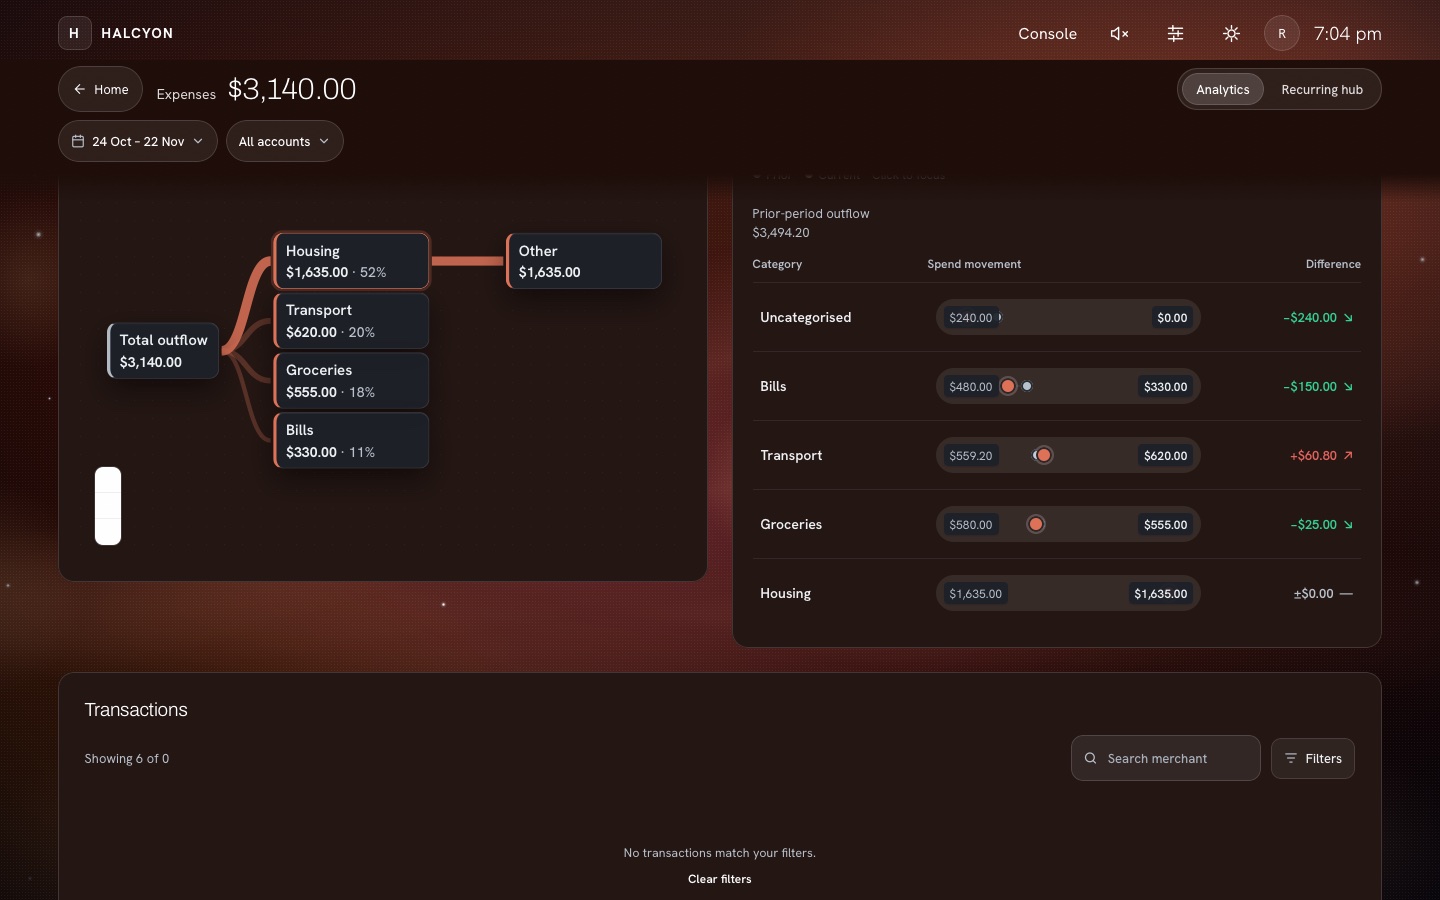 H HALCYON
Console
R
7:04 pm
Home
Expenses $3,140.00
Analytics
Recurring hub
24 Oct – 22 Nov
All accounts
Total outflow
$3,140.00
Housing
$1,635.00 · 52%
Transport
$620.00 · 20%
Groceries
$555.00 · 18%
Bills
$330.00 · 11%
Other
$1,635.00
Prior-period outflow
$3,494.20
Category Spend movement Difference
Uncategorised $240.00 $0.00 −$240.00
Bills $480.00 $330.00 −$150.00
Transport $559.20 $620.00 +$60.80
Groceries $580.00 $555.00 −$25.00
Housing $1,635.00 $1,635.00 ±$0.00 —
Transactions
Showing 6 of 0
Search merchant
Filters
No transactions match your filters.
Clear filters